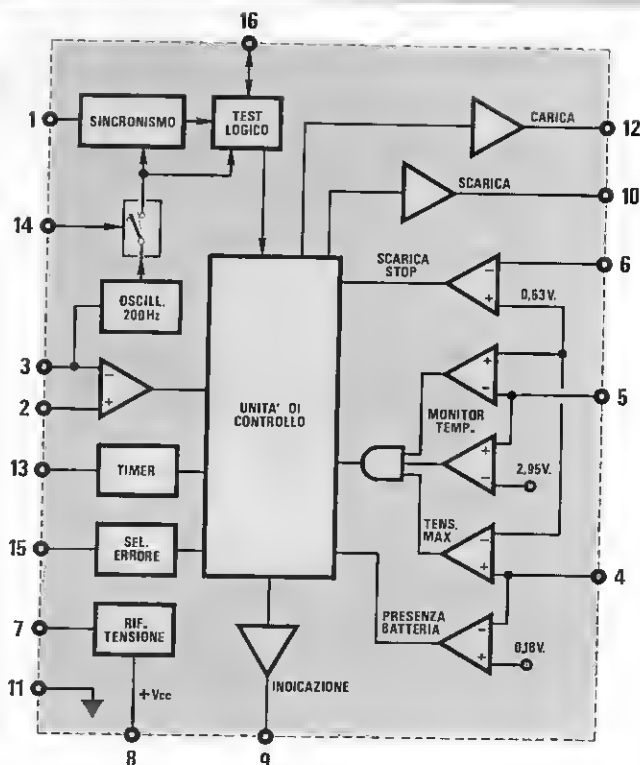 16
1
SINCRONISMO
TEST
LOGICO
CARICA
12
SCARICA
10
14
SCARICA
STOP
−
+
6
0,63V.
OSCILL.
200Hz
3
−
+
2
UNITA' DI
CONTROLLO
+
−
5
MONITOR
TEMP.
+
−
2,95V.
13
TIMER
TENS.
MAX
−
+
4
15
SEL.
ERRORE
PRESENZA
BATTERIA
−
+
0,18V.
7
RIF.
TENSIONE
11
+Vcc
INDICAZIONE
8
9